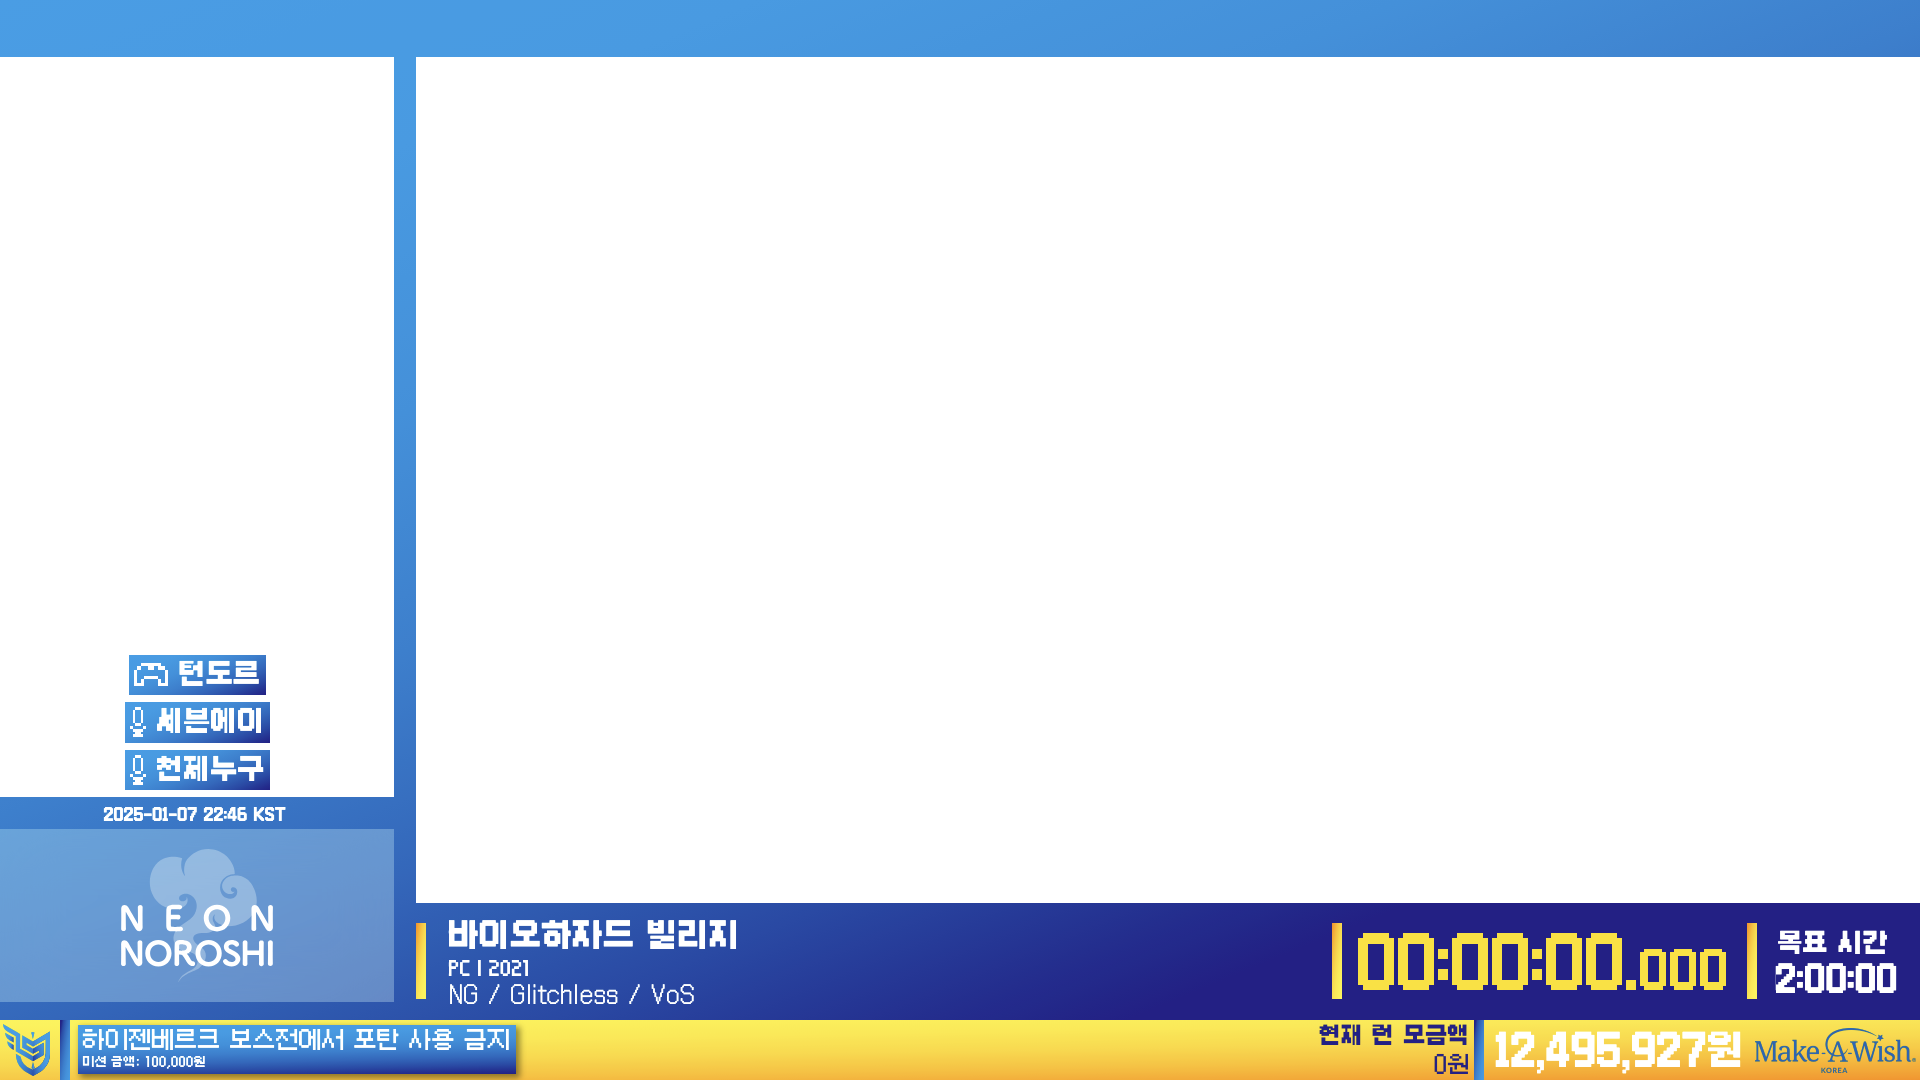 턴도르
세븐에이
천제누구
2025-01-07 22:46 KST
NEON
NOROSHI
바이오하자드 빌리지
PC | 2021
NG / Glitchless / VoS
00:00:00.000
목표 시간
2:00:00
하이젠베르크 보스전에서 포탄 사용 금지
미션 금액: 100,000원
현재 런 모금액
0원
12,495,927원
Make-A-Wish.
KOREA